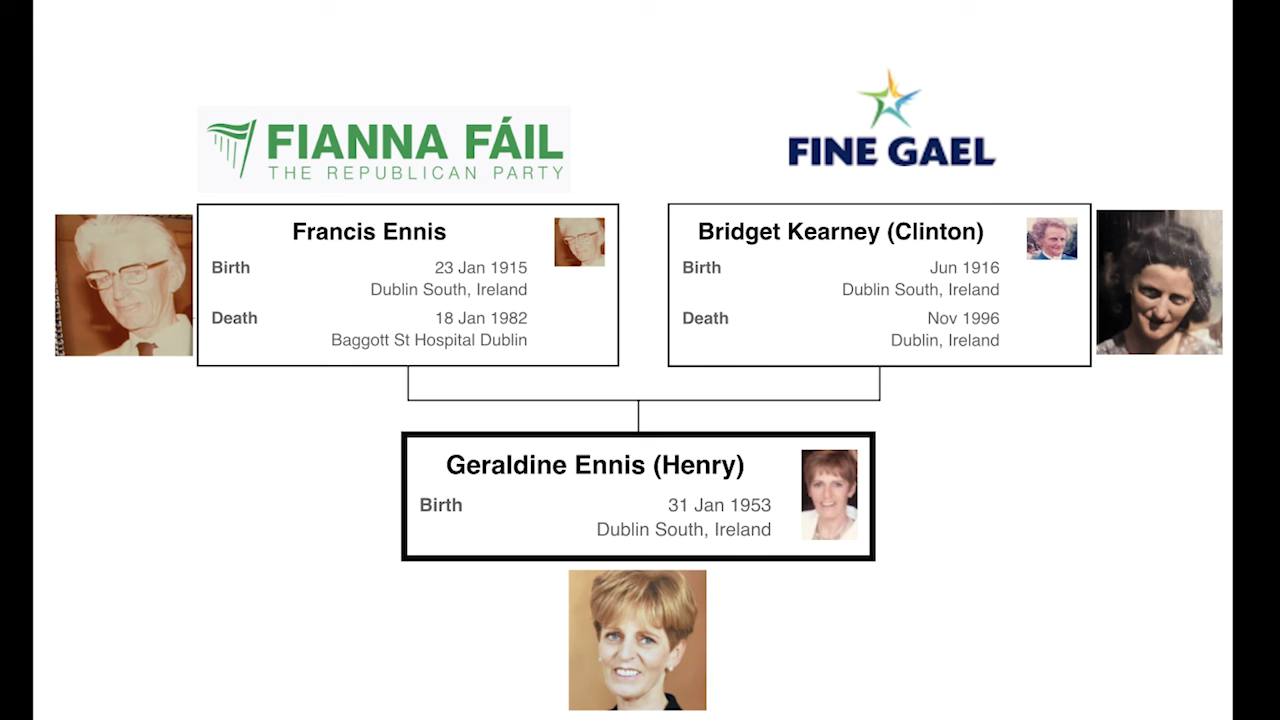 FIANNA FÁIL
THE REPUBLICAN PARTY
FINE GAEL
Francis Ennis
Birth 23 Jan 1915
Dublin South, Ireland
Death 18 Jan 1982
Baggott St Hospital Dublin
Bridget Kearney (Clinton)
Birth Jun 1916
Dublin South, Ireland
Death Nov 1996
Dublin, Ireland
Geraldine Ennis (Henry)
Birth 31 Jan 1953
Dublin South, Ireland